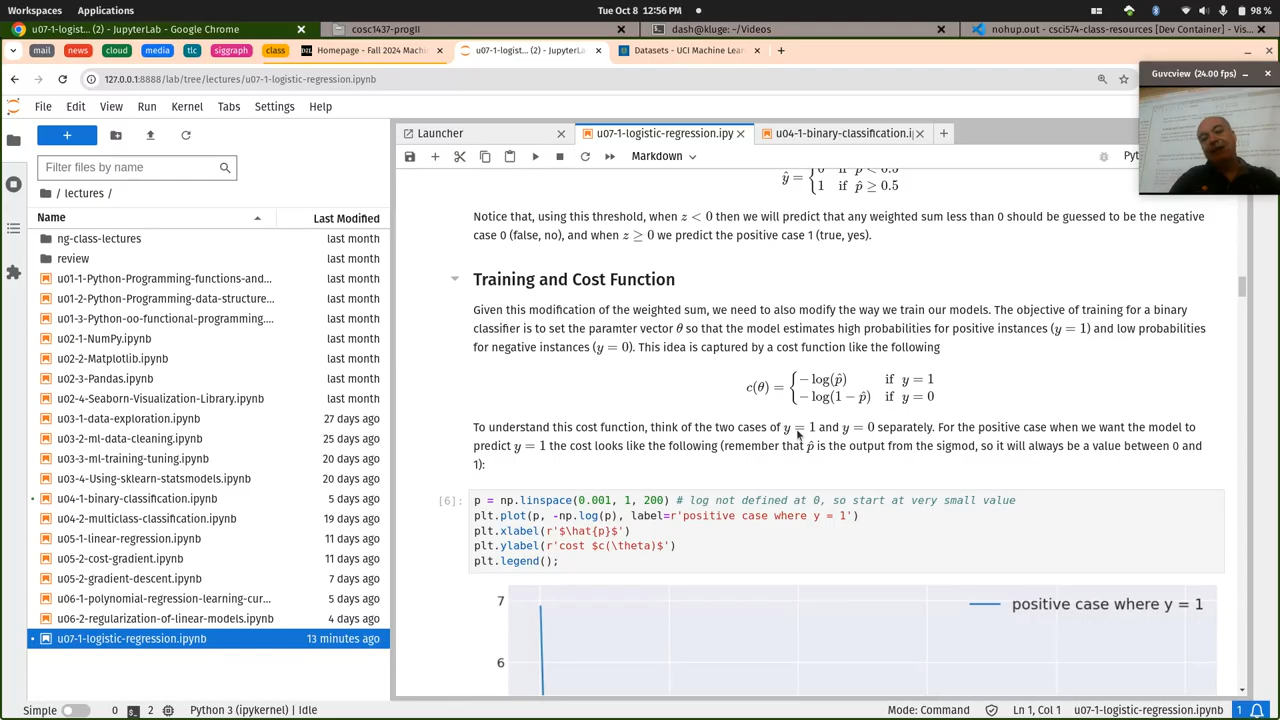 Activities Applications Tue Oct 8 12:56 PM 98 %
u07-1-logist... (2) - JupyterLab - Google Chrome cosc1437-progII dash@kluge: ~/Videos nohup.out - csci574-class-resources [Dev Container] - V...
mail news cloud media tlc siggraph class Homepage - Fall 2024 Machin u07-1-logist... (2) - JupyterLa Datasets - UCI Machine Lea
127.0.0.1:8888/lab/tree/lectures/u07-1-logistic-regression.ipynb
Guvcview (24.00 fps)
File Edit View Run Kernel Tabs Settings Help
Launcher u07-1-logistic-regression.ipy u04-1-binary-classification.i
Markdown Pyt
Filter files by name
/ lectures /
Name Last Modified
ng-class-lectures last month
review last month
u01-1-Python-Programming-functions-and... last month
u01-2-Python-Programming-data-structure... last month
u01-3-Python-oo-functional-programming.... last month
u02-1-NumPy.ipynb last month
u02-2-Matplotlib.ipynb last month
u02-3-Pandas.ipynb last month
u02-4-Seaborn-Visualization-Library.ipynb last month
u03-1-data-exploration.ipynb 27 days ago
u03-2-ml-data-cleaning.ipynb 25 days ago
u03-3-ml-training-tuning.ipynb 20 days ago
u03-4-Using-sklearn-statsmodels.ipynb 20 days ago
u04-1-binary-classification.ipynb 5 days ago
u04-2-multiclass-classification.ipynb 19 days ago
u05-1-linear-regression.ipynb 11 days ago
u05-2-cost-gradient.ipynb 11 days ago
u05-2-gradient-descent.ipynb 7 days ago
u06-1-polynomial-regression-learning-cur... 5 days ago
u06-2-regularization-of-linear-models.ipynb 4 days ago
u07-1-logistic-regression.ipynb 13 minutes ago
ŷ = { 0 if p̂ < 0.5
1 if p̂ ≥ 0.5
Notice that, using this threshold, when z < 0 then we will predict that any weighted sum less than 0 should be guessed to be the negative
case 0 (false, no), and when z ≥ 0 we predict the positive case 1 (true, yes).
Training and Cost Function
Given this modification of the weighted sum, we need to also modify the way we train our models. The objective of training for a binary
classifier is to set the paramter vector θ so that the model estimates high probabilities for positive instances (y = 1) and low probabilities
for negative instances (y = 0). This idea is captured by a cost function like the following
c(θ) = { − log(p̂) if y = 1
− log(1 − p̂) if y = 0
To understand this cost function, think of the two cases of y = 1 and y = 0 separately. For the positive case when we want the model to
predict y = 1 the cost looks like the following (remember that p̂ is the output from the sigmod, so it will always be a value between 0 and
1):
[6]: p = np.linspace(0.001, 1, 200) # log not defined at 0, so start at very small value
plt.plot(p, -np.log(p), label=r'positive case where y = 1')
plt.xlabel(r'$\hat{p}$')
plt.ylabel(r'cost $c(\theta)$')
plt.legend();
7
positive case where y = 1
6
Simple 0 2 Python 3 (ipykernel) | Idle Mode: Command Ln 1, Col 1 u07-1-logistic-regression.ipynb 1